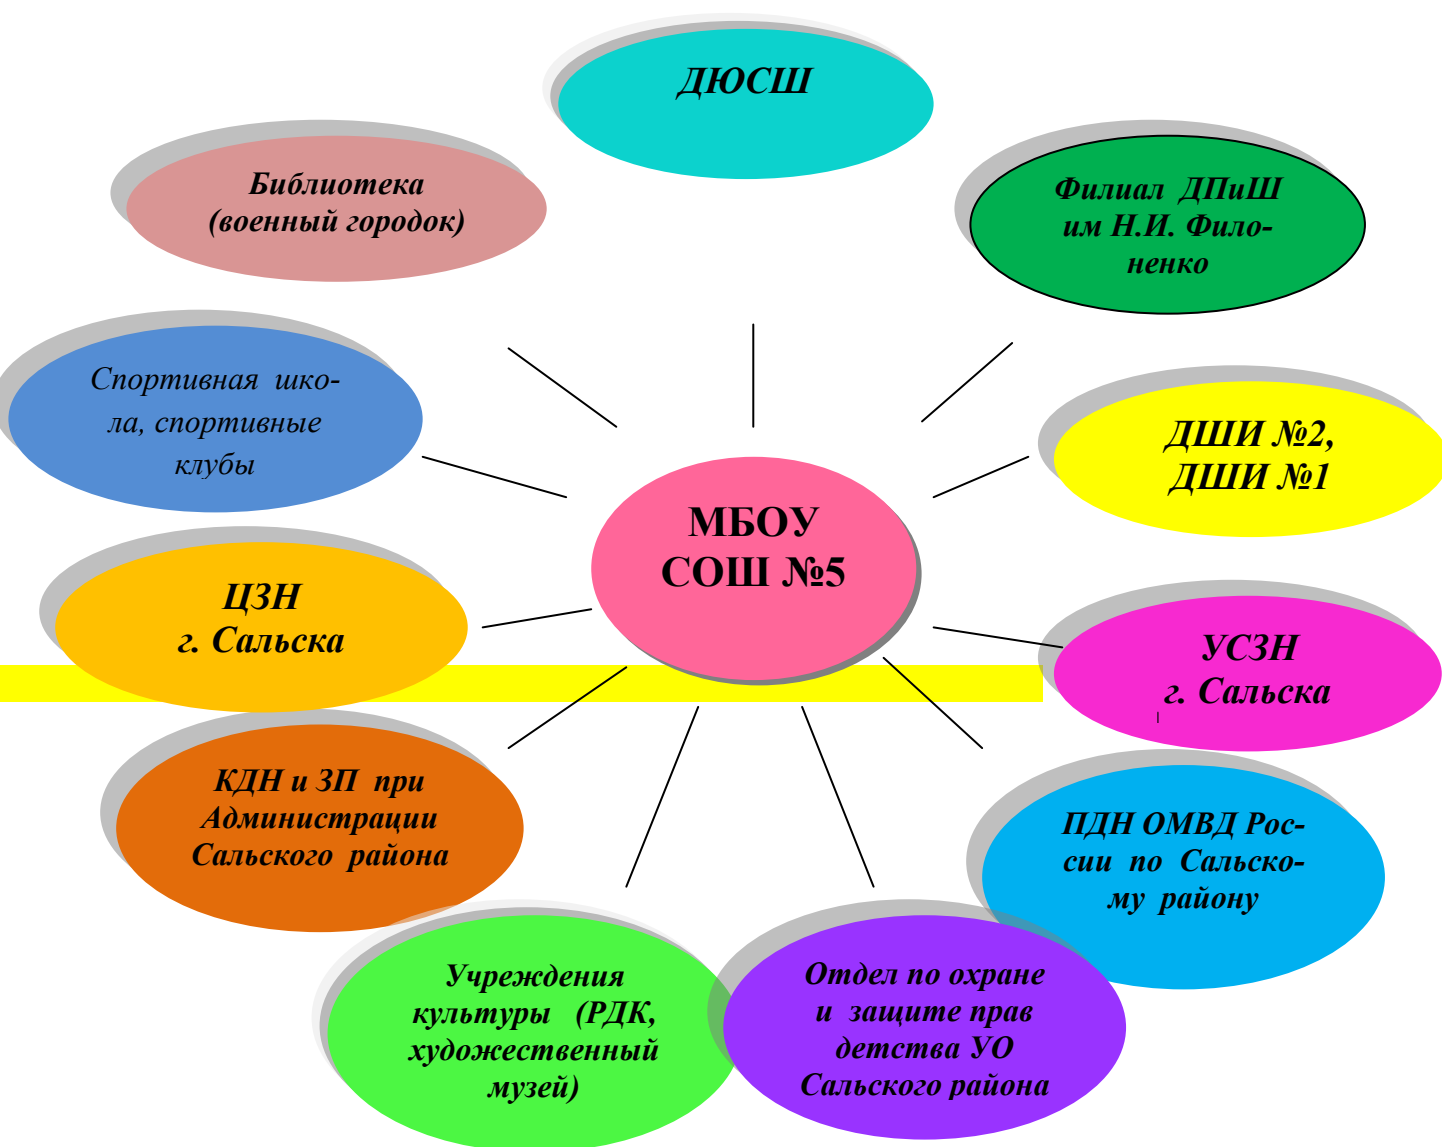 ДЮСШ
Библиотека
(военный городок)
Филиал ДПиШ
им Н.И. Фило-
ненко
Спортивная шко-
ла, спортивные
клубы
ДШИ №2,
ДШИ №1
МБОУ
СОШ №5
ЦЗН
г. Сальска
УСЗН
г. Сальска
КДН и ЗП при
Администрации
Сальского района
ПДН ОМВД Рос-
сии по Сальско-
му району
Учреждения
культуры (РДК,
художественный
музей)
Отдел по охране
и защите прав
детства УО
Сальского района